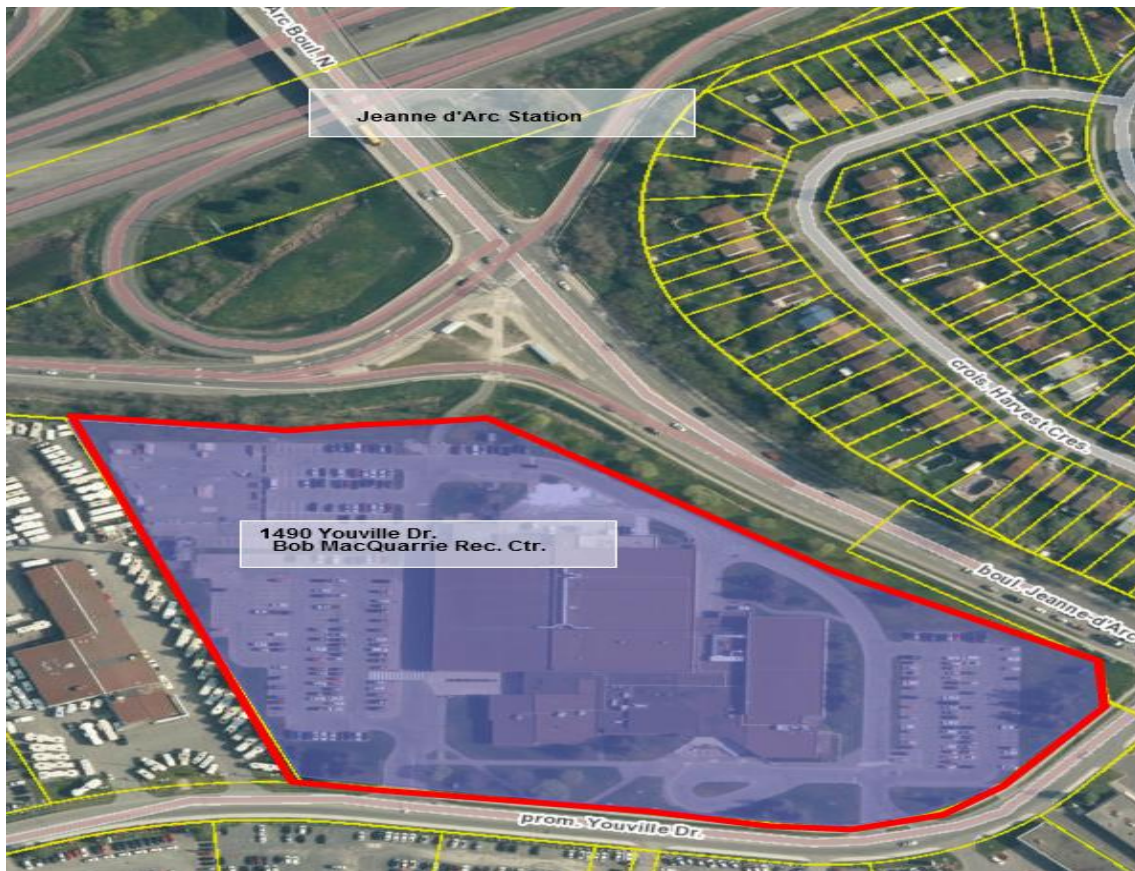 Arc Boul. N
Jeanne d'Arc Station
crois. Harvest Cres.
1490 Youville Dr.
Bob MacQuarrie Rec. Ctr.
boul. Jeanne-d'Arc
prom. Youville Dr.